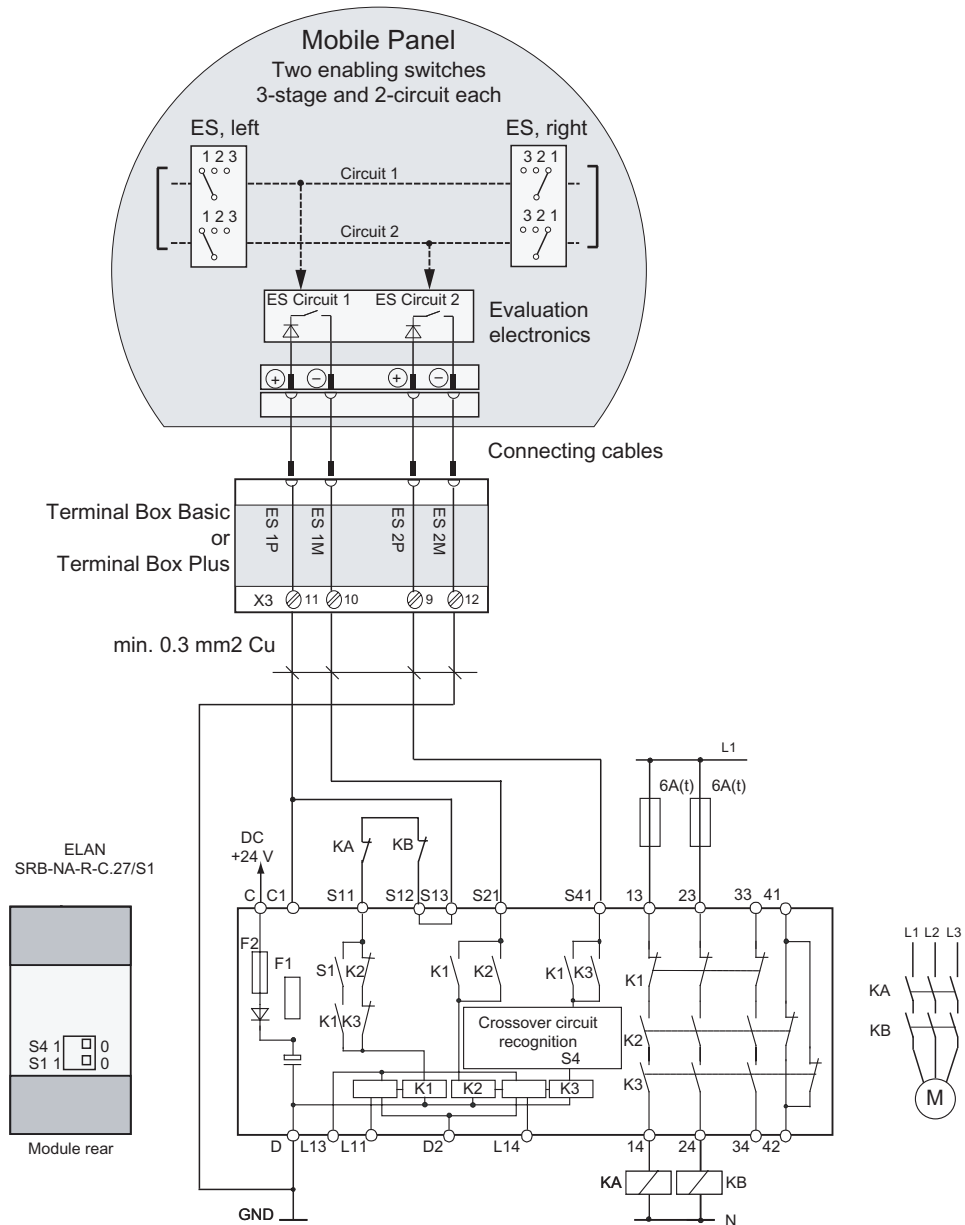 Mobile Panel
Two enabling switches
3-stage and 2-circuit each
ES, left
ES, right
1 2 3
3 2 1
Circuit 1
1 2 3
3 2 1
Circuit 2
ES Circuit 1
ES Circuit 2
Evaluation
electronics
+
−
+
−
Connecting cables
Terminal Box Basic
or
Terminal Box Plus
ES 1P
ES 1M
ES 2P
ES 2M
X3
11
10
9
12
min. 0.3 mm2 Cu
L1
6A(t)
6A(t)
ELAN
SRB-NA-R-C.27/S1
DC
+24 V
KA
KB
C
C1
S11
S12
S13
S21
S41
13
23
33
41
F2
F1
S1
K2
K1
K2
K1
K3
K1
K1
K3
K2
K3
Crossover circuit
recognition
S4
K1
K2
K3
S4 1
0
S1 1
0
Module rear
L1 L2 L3
KA
KB
M
D
L13
L11
D2
L14
14
24
34
42
KA
KB
GND
N